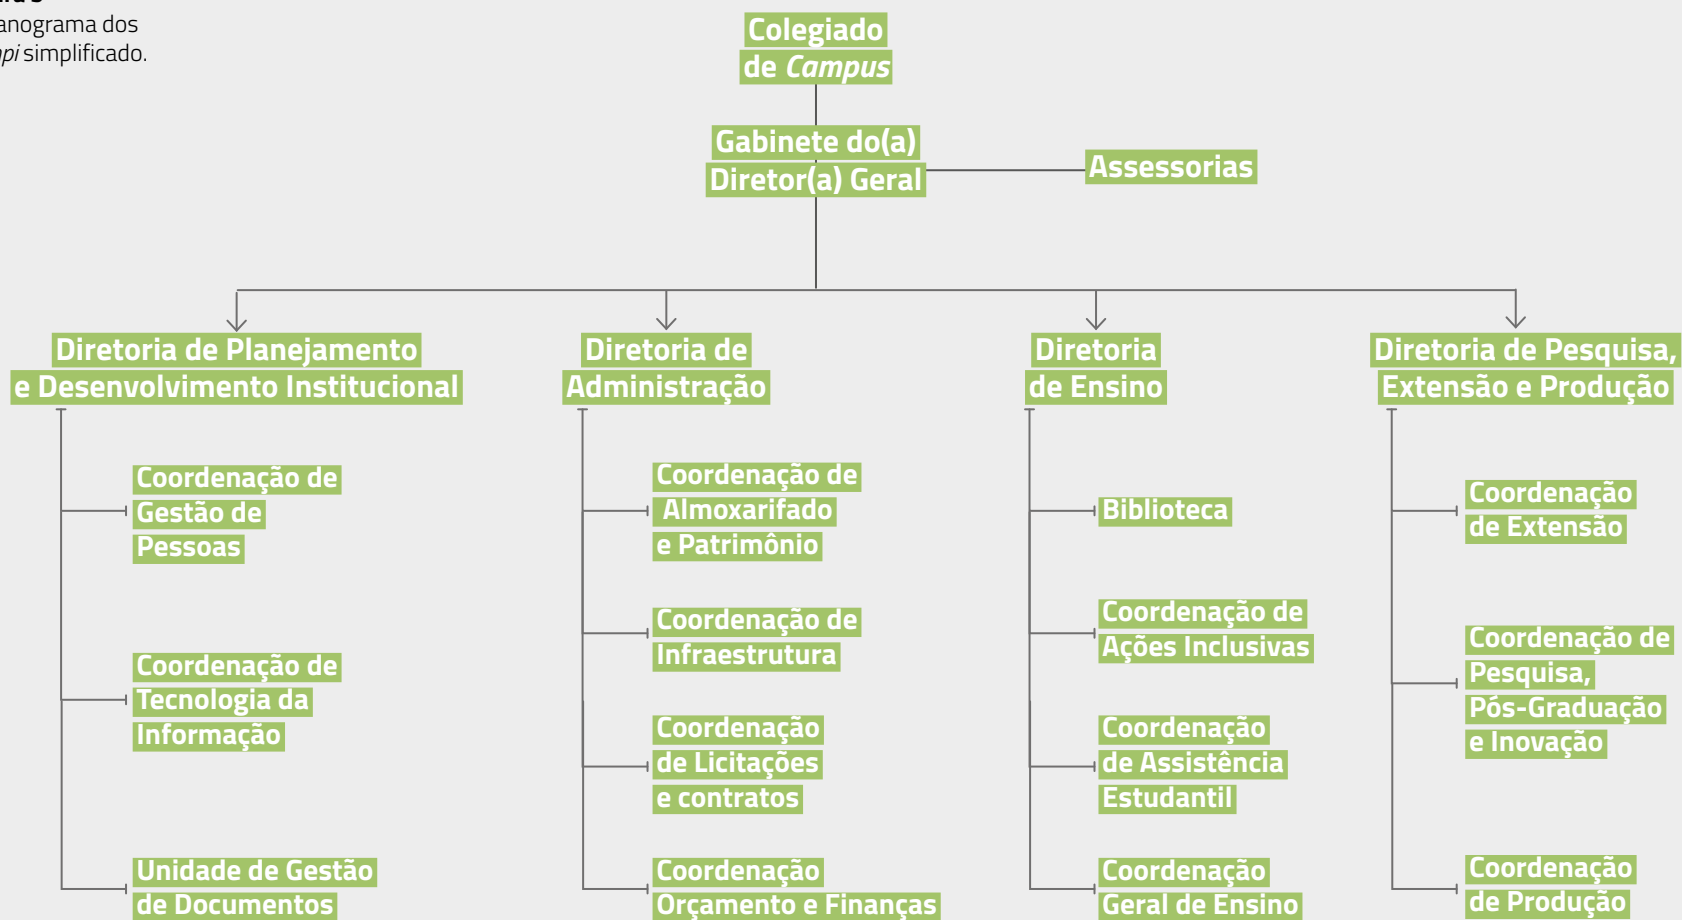 anograma dos
pi simplificado.
Colegiado
de Campus
Gabinete do(a)
Diretor(a) Geral
Assessorias
Diretoria de Planejamento
e Desenvolvimento Institucional
Coordenação de
Gestão de
Pessoas
Coordenação de
Tecnologia da
Informação
Unidade de Gestão
de Documentos
Diretoria de
Administração
Coordenação de
Almoxarifado
e Patrimônio
Coordenação de
Infraestrutura
Coordenação
de Licitações
e contratos
Coordenação
Orçamento e Finanças
Diretoria
de Ensino
Biblioteca
Coordenação de
Ações Inclusivas
Coordenação
de Assistência
Estudantil
Coordenação
Geral de Ensino
Diretoria de Pesquisa,
Extensão e Produção
Coordenação
de Extensão
Coordenação de
Pesquisa,
Pós-Graduação
e Inovação
Coordenação
de Produção